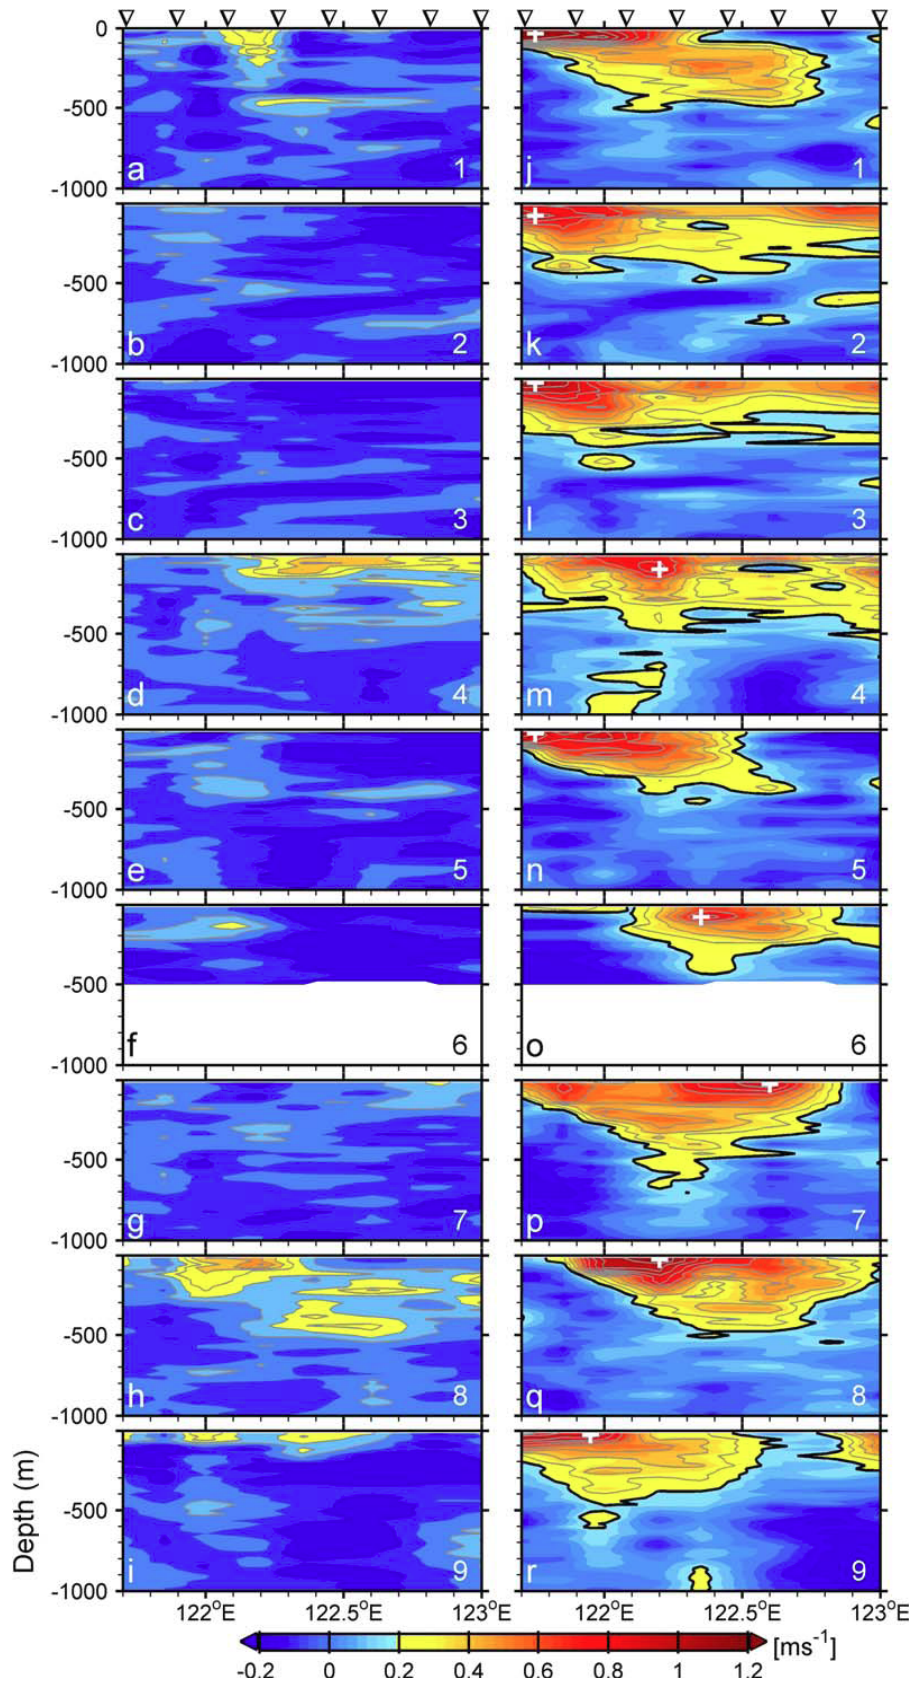 0
-500
-1000
a 1
j 1
-500
-1000
b 2
k 2
-500
-1000
c 3
l 3
-500
-1000
d 4
m 4
-500
-1000
e 5
n 5
-500
-1000
f 6
o 6
-500
-1000
g 7
p 7
-500
-1000
h 8
q 8
Depth (m)
-500
-1000
i 9
r 9
122°E 122.5°E 123°E 122°E 122.5°E 123°E
[ms⁻¹]
-0.2 0 0.2 0.4 0.6 0.8 1 1.2